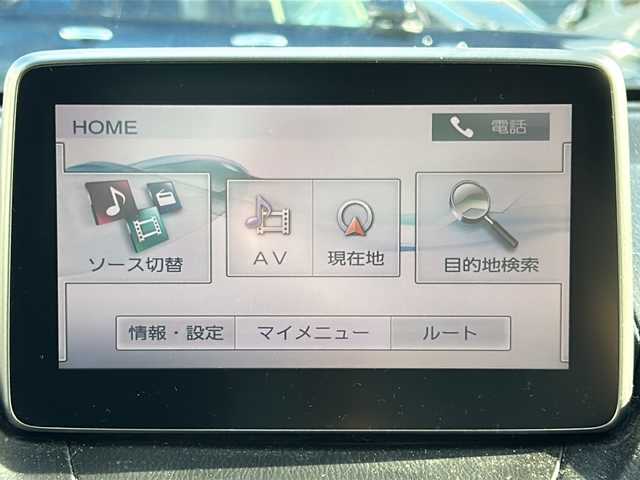 HOME
電話
ソース切替
AV
現在地
目的地検索
情報・設定
マイメニュー
ルート